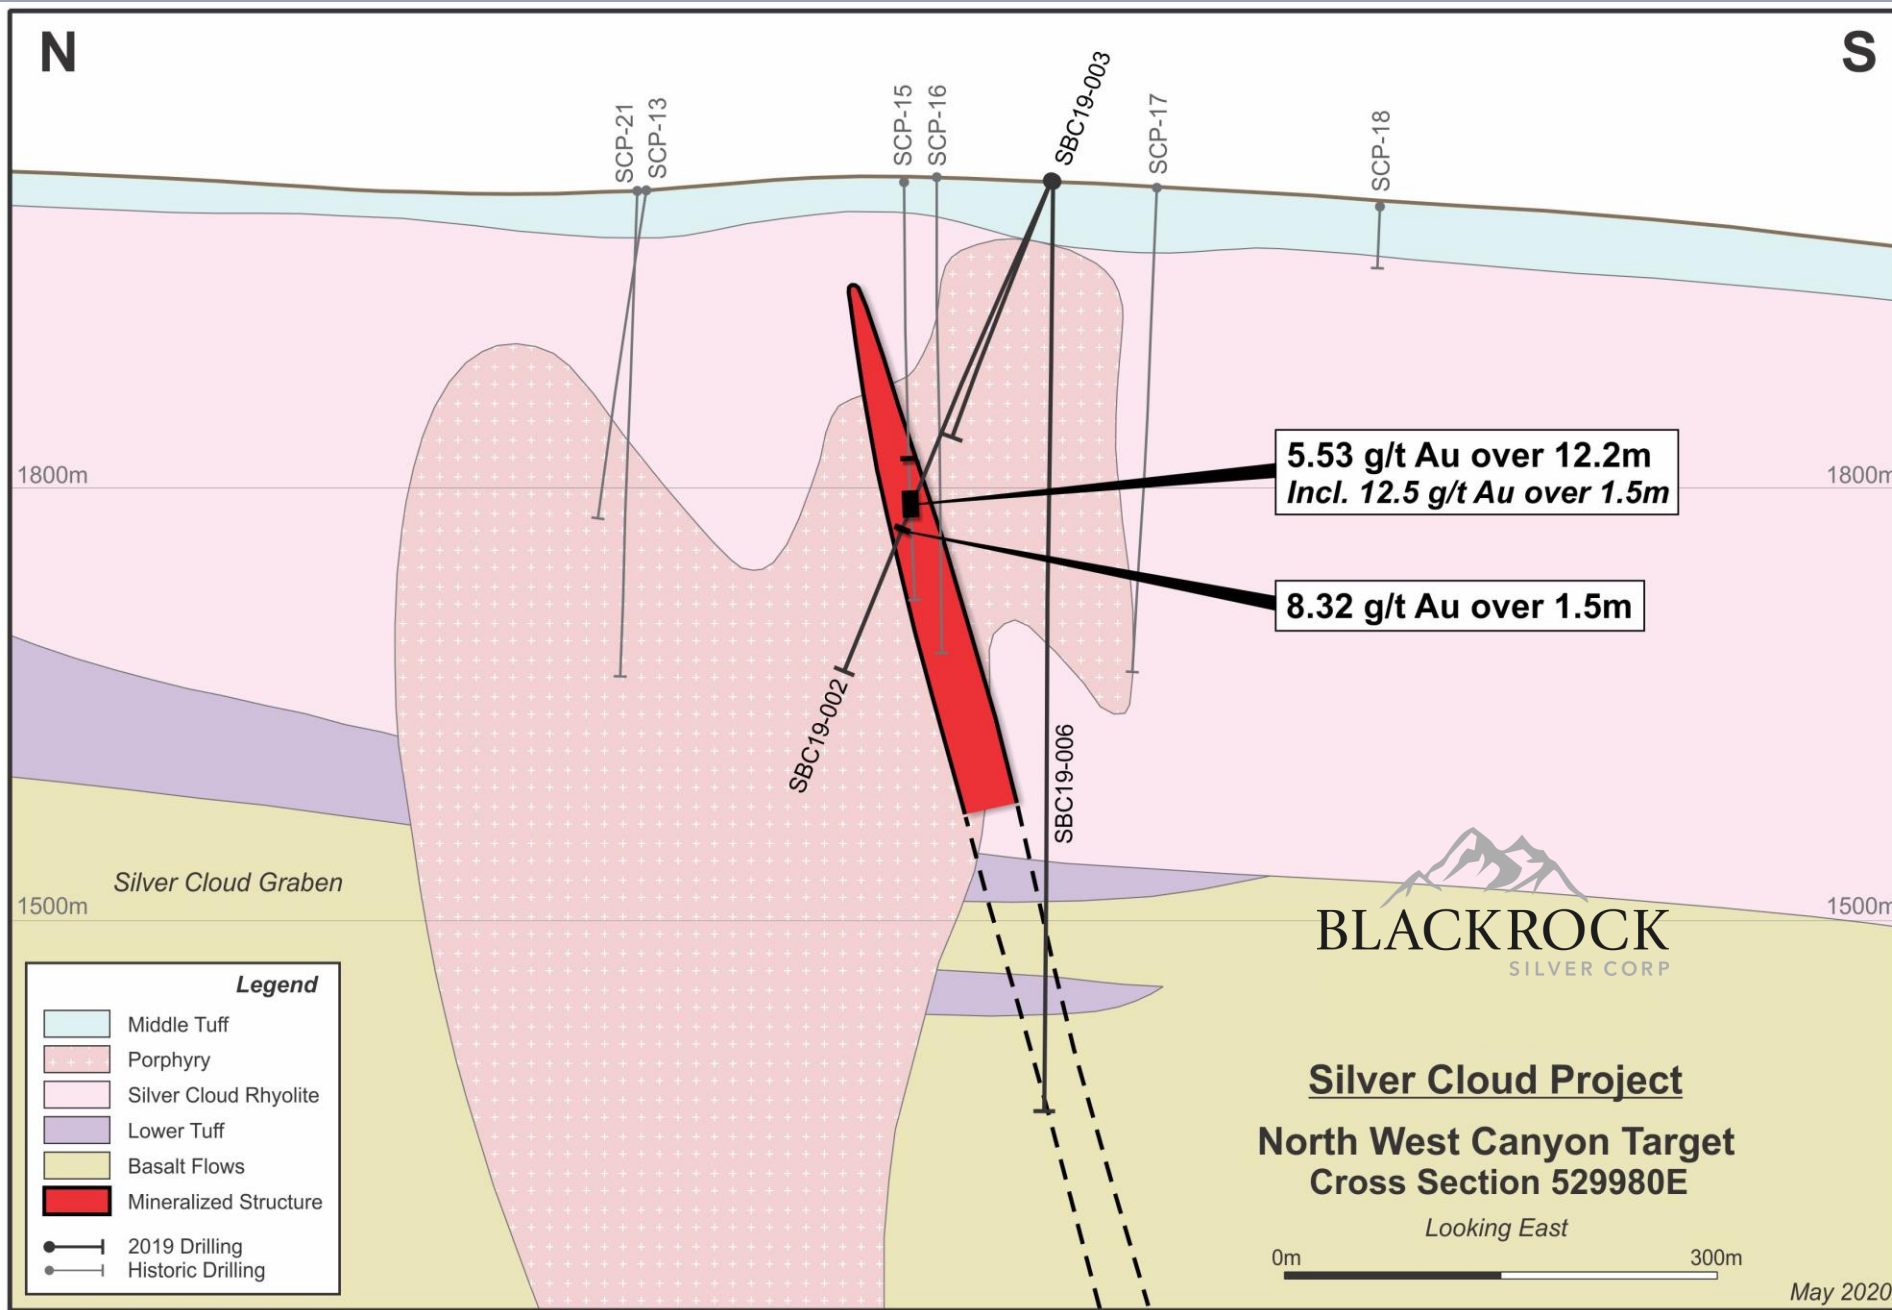 N
S
SCP-21
SCP-13
SCP-15
SCP-16
SBC19-003
SCP-17
SCP-18
1800m
1800m
5.53 g/t Au over 12.2m
Incl. 12.5 g/t Au over 1.5m
8.32 g/t Au over 1.5m
SBC19-002
SBC19-006
Silver Cloud Graben
1500m
1500m
BLACKROCK
SILVER CORP
Legend
Middle Tuff
Porphyry
Silver Cloud Rhyolite
Lower Tuff
Basalt Flows
Mineralized Structure
2019 Drilling
Historic Drilling
Silver Cloud Project
North West Canyon Target
Cross Section 529980E
Looking East
0m 300m
May 2020